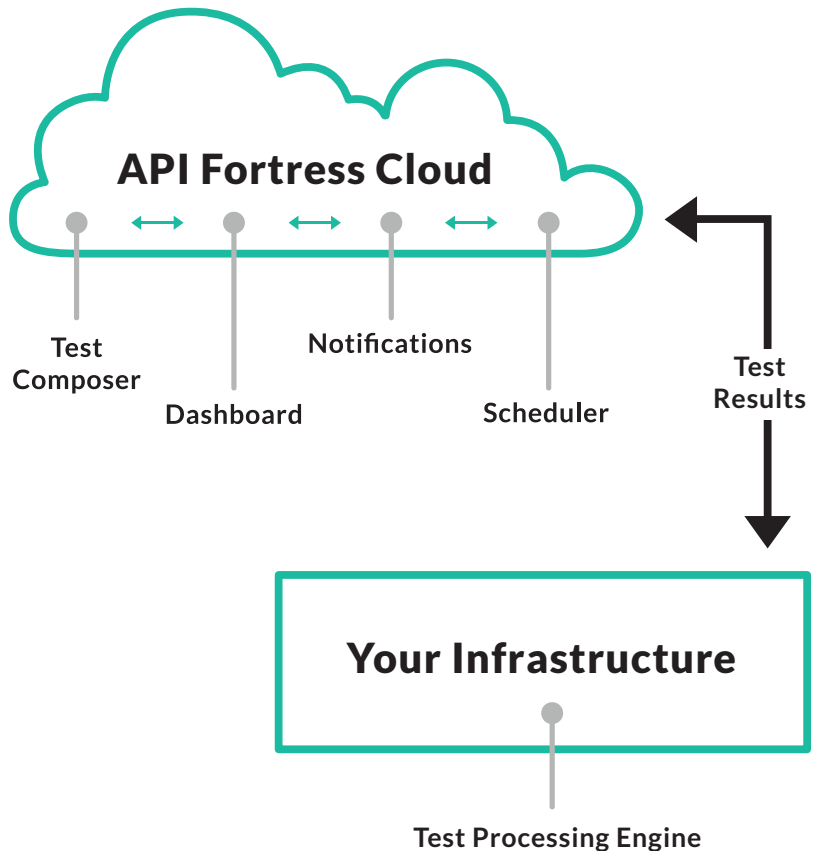 API Fortress Cloud
Test
Composer
Dashboard
Notifications
Scheduler
Test
Results
Your Infrastructure
Test Processing Engine